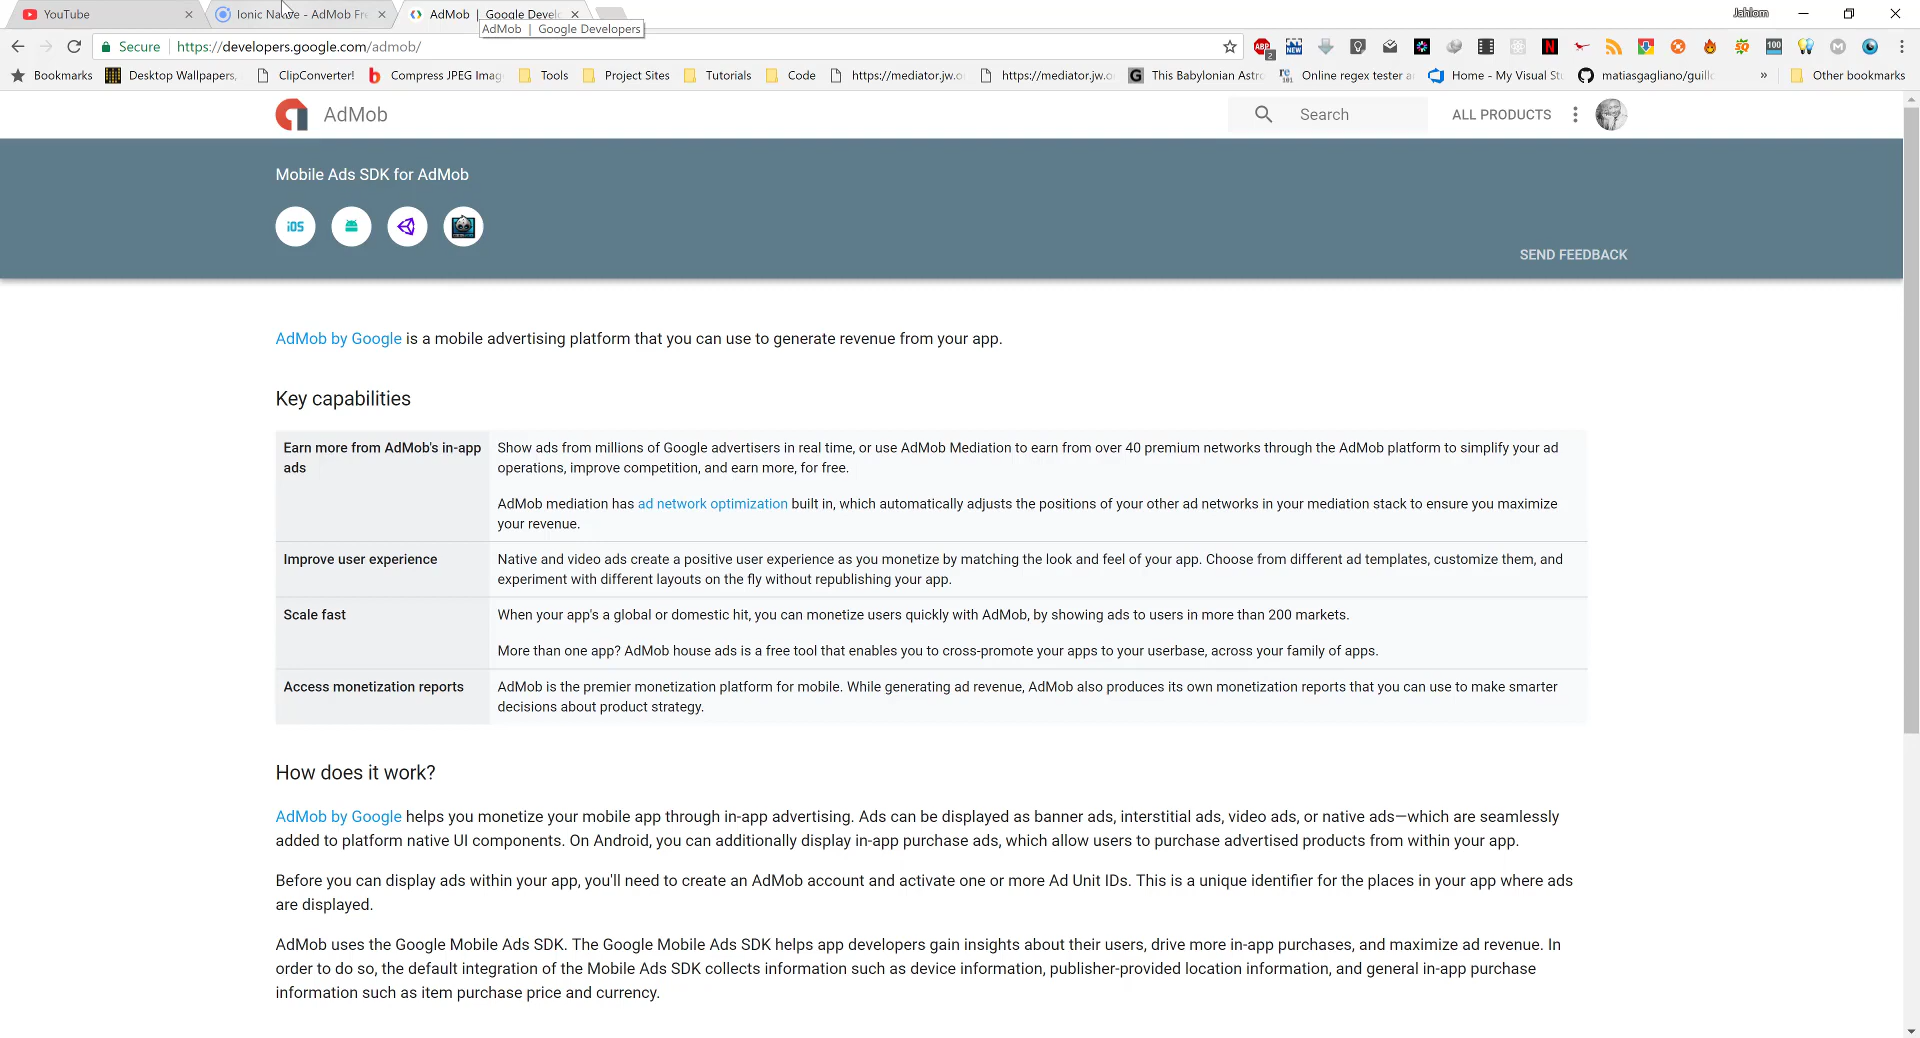 YouTube
Ionic Native - AdMob Fre
AdMob | Google Devel
Jahlom
AdMob | Google Developers
Secure
https://developers.google.com/admob/
ABP
2
NEW
N
SQ
100
M
Bookmarks
Desktop Wallpapers,
ClipConverter!
b
Compress JPEG Imag
Tools
Project Sites
Tutorials
Code
https://mediator.jw.o
https://mediator.jw.o
G
This Babylonian Astro
re
101
Online regex tester a
Home - My Visual Stu
matiasgagliano/guillo
»
Other bookmarks
AdMob
Search
ALL PRODUCTS
Mobile Ads SDK for AdMob
iOS
SEND FEEDBACK
AdMob by Google is a mobile advertising platform that you can use to generate revenue from your app.
Key capabilities
Earn more from AdMob's in-app
ads
Show ads from millions of Google advertisers in real time, or use AdMob Mediation to earn from over 40 premium networks through the AdMob platform to simplify your ad
operations, improve competition, and earn more, for free.
AdMob mediation has ad network optimization built in, which automatically adjusts the positions of your other ad networks in your mediation stack to ensure you maximize
your revenue.
Improve user experience
Native and video ads create a positive user experience as you monetize by matching the look and feel of your app. Choose from different ad templates, customize them, and
experiment with different layouts on the fly without republishing your app.
Scale fast
When your app's a global or domestic hit, you can monetize users quickly with AdMob, by showing ads to users in more than 200 markets.
More than one app? AdMob house ads is a free tool that enables you to cross-promote your apps to your userbase, across your family of apps.
Access monetization reports
AdMob is the premier monetization platform for mobile. While generating ad revenue, AdMob also produces its own monetization reports that you can use to make smarter
decisions about product strategy.
How does it work?
AdMob by Google helps you monetize your mobile app through in-app advertising. Ads can be displayed as banner ads, interstitial ads, video ads, or native ads—which are seamlessly
added to platform native UI components. On Android, you can additionally display in-app purchase ads, which allow users to purchase advertised products from within your app.
Before you can display ads within your app, you'll need to create an AdMob account and activate one or more Ad Unit IDs. This is a unique identifier for the places in your app where ads
are displayed.
AdMob uses the Google Mobile Ads SDK. The Google Mobile Ads SDK helps app developers gain insights about their users, drive more in-app purchases, and maximize ad revenue. In
order to do so, the default integration of the Mobile Ads SDK collects information such as device information, publisher-provided location information, and general in-app purchase
information such as item purchase price and currency.